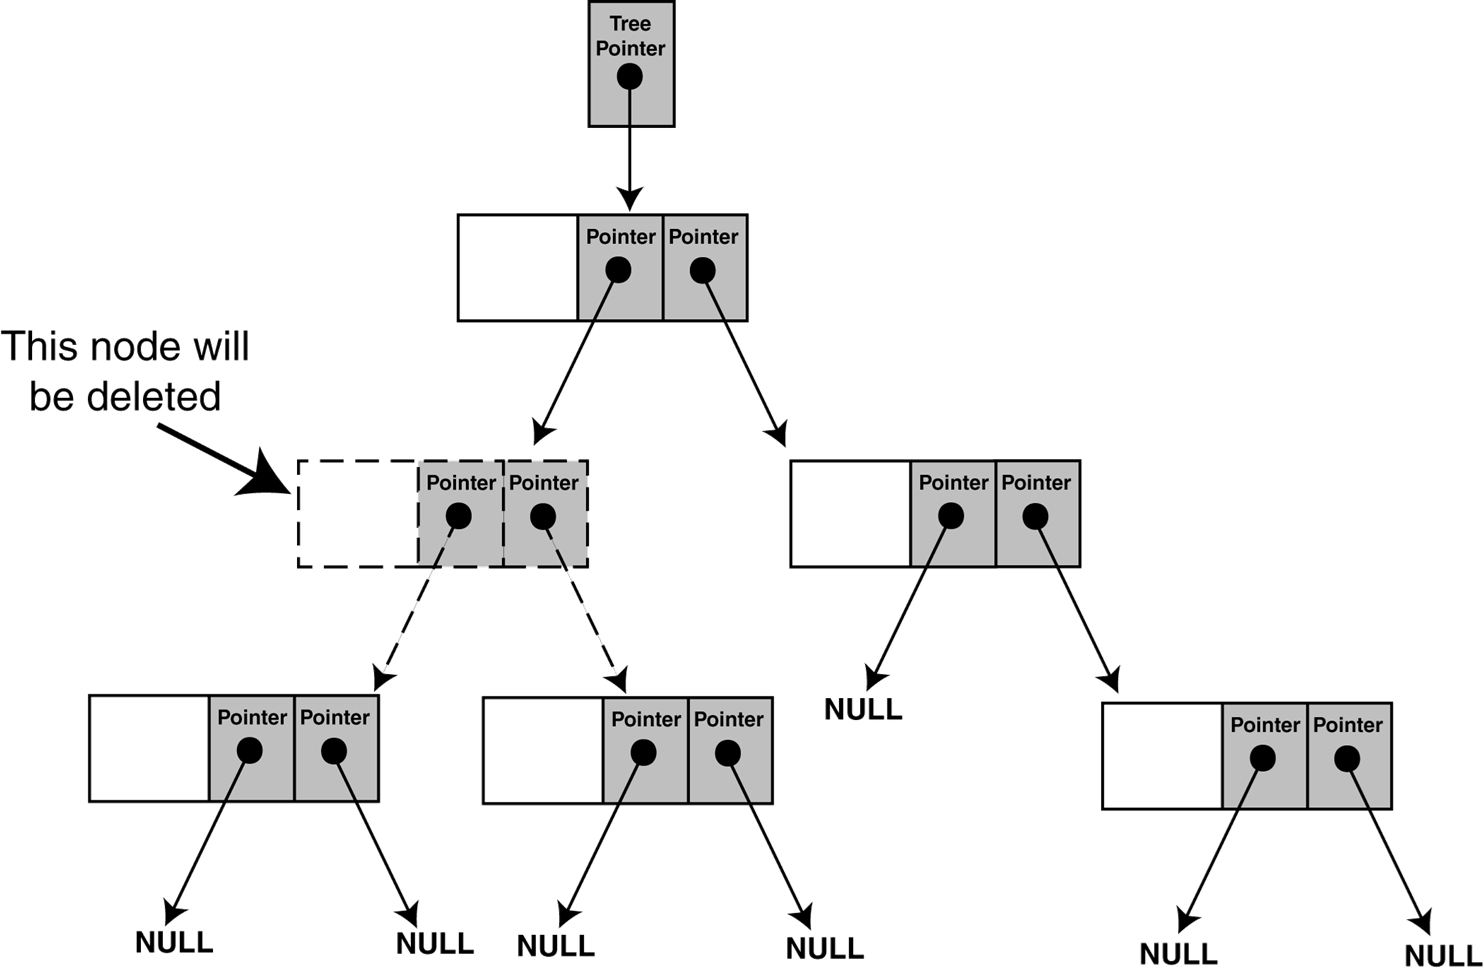 Tree
Pointer
Pointer Pointer
This node will
be deleted
Pointer Pointer
Pointer Pointer
NULL
Pointer Pointer
Pointer Pointer
Pointer Pointer
NULL
NULL
NULL
NULL
NULL
NULL